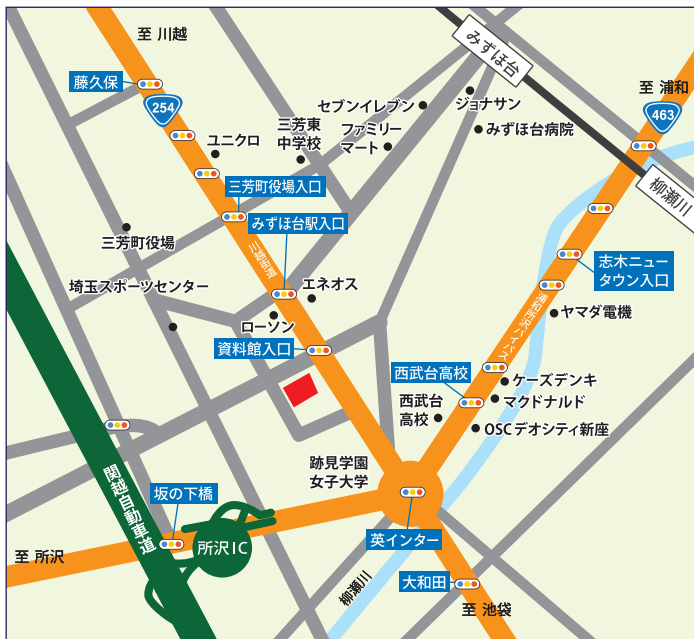 至 川越
みずほ台
藤久保
至 浦和
254
セブンイレブン
ジョナサン
463
三芳東
中学校
ファミリー
マート
みずほ台病院
ユニクロ
三芳町役場入口
柳瀬川
みずほ台駅入口
三芳町役場
川越街道
志木ニュー
タウン入口
埼玉スポーツセンター
エネオス
浦和所沢バイパス
ヤマダ電機
ローソン
資料館入口
西武台高校
ケーズデンキ
西武台
高校
マクドナルド
OSCデオシティ新座
跡見学園
女子大学
関越自動車道
坂の下橋
所沢IC
英インター
至 所沢
柳瀬川
大和田
至 池袋